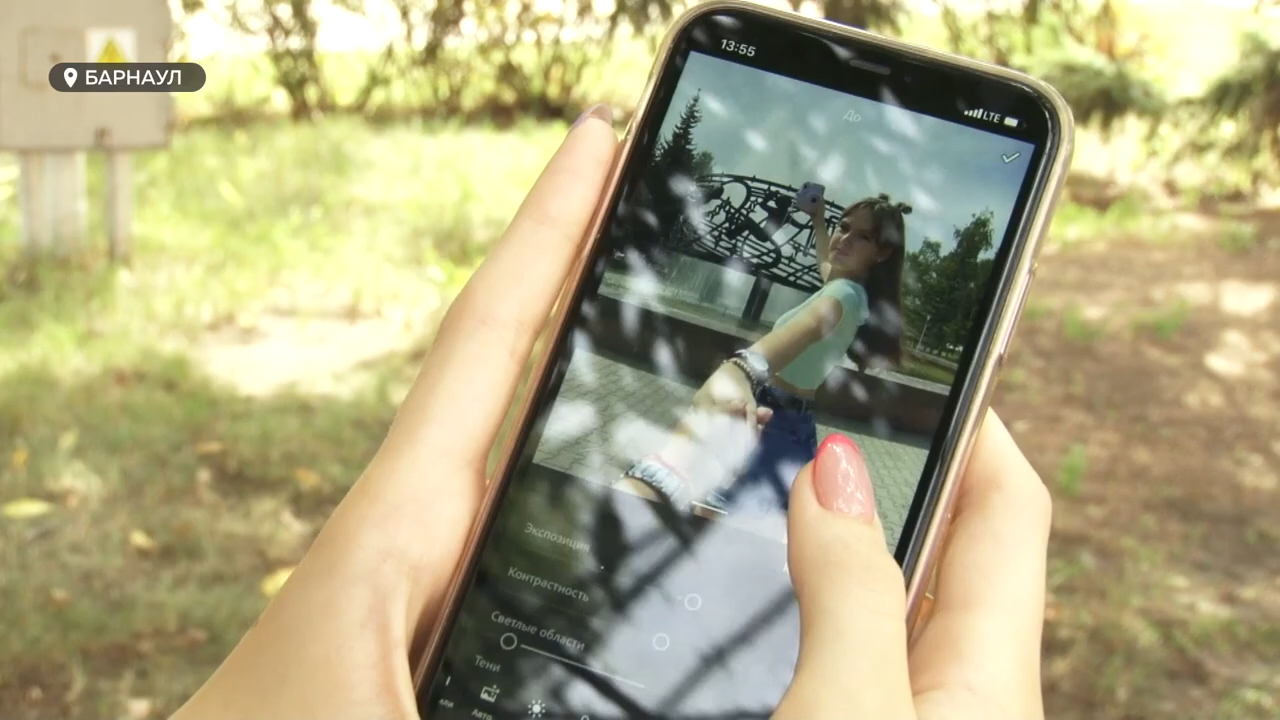 БАРНАУЛ
13:55
LTE
До
Экспозиция
Контрастность
Светлые области
Тени
Авто